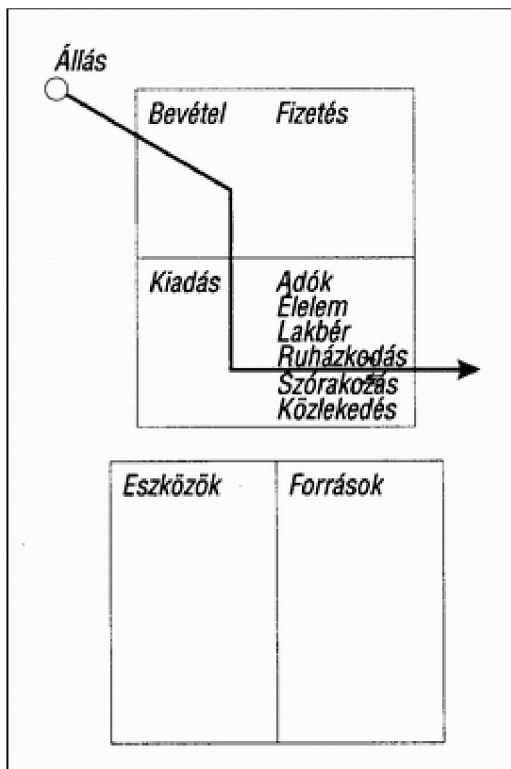 Állás
Bevétel Fizetés
Kiadás Adók
Élelem
Lakbér
Ruházkodás
Szórakozás
Közlekedés
Eszközök Források